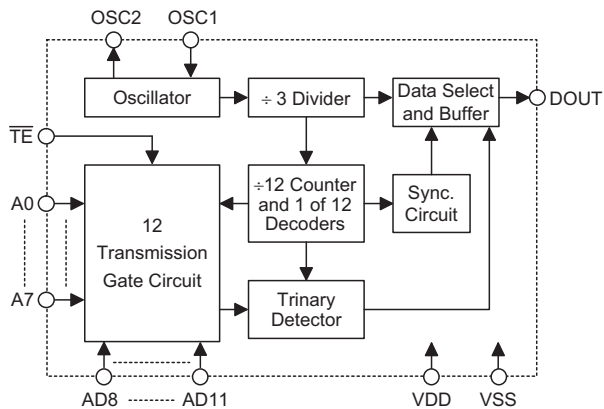 OSC2 OSC1
Oscillator
÷ 3 Divider
Data Select
and Buffer
DOUT
T̅E̅
A0
A7
12
Transmission
Gate Circuit
÷12 Counter
and 1 of 12
Decoders
Sync.
Circuit
Trinary
Detector
AD8 AD11 VDD VSS